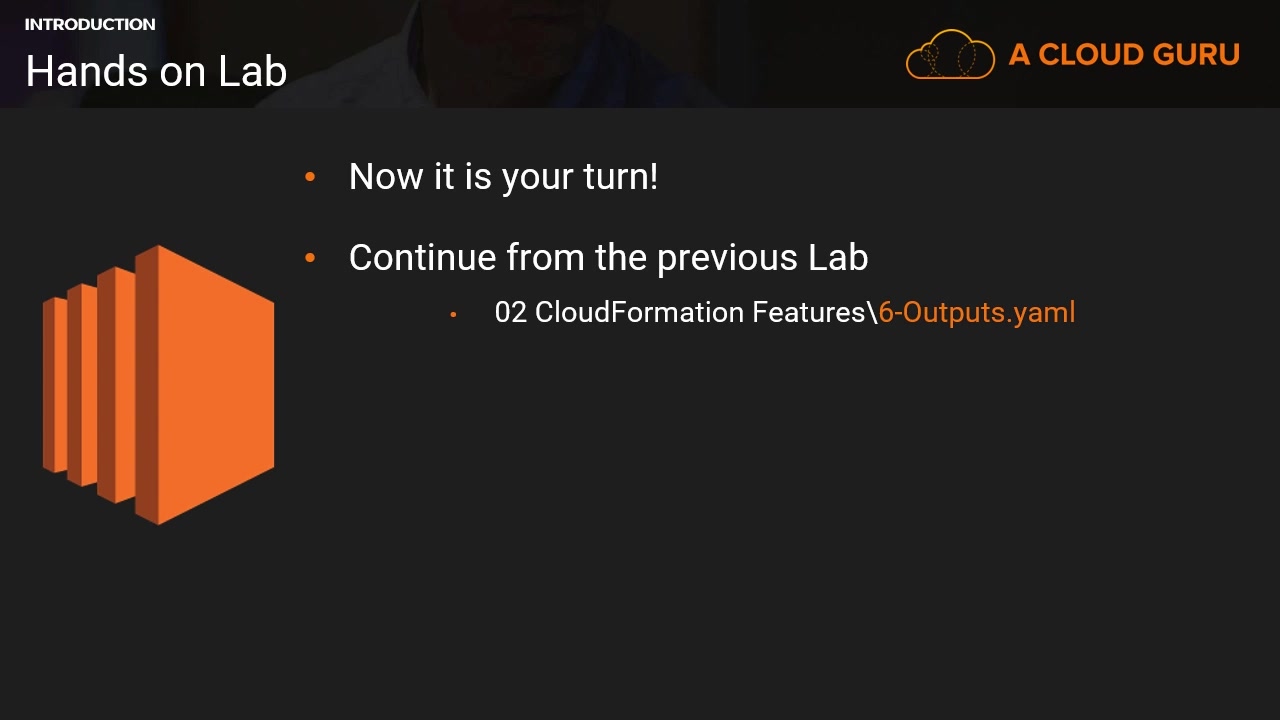 INTRODUCTION
Hands on Lab
A CLOUD GURU
• Now it is your turn!
• Continue from the previous Lab
• 02 CloudFormation Features\6-Outputs.yaml